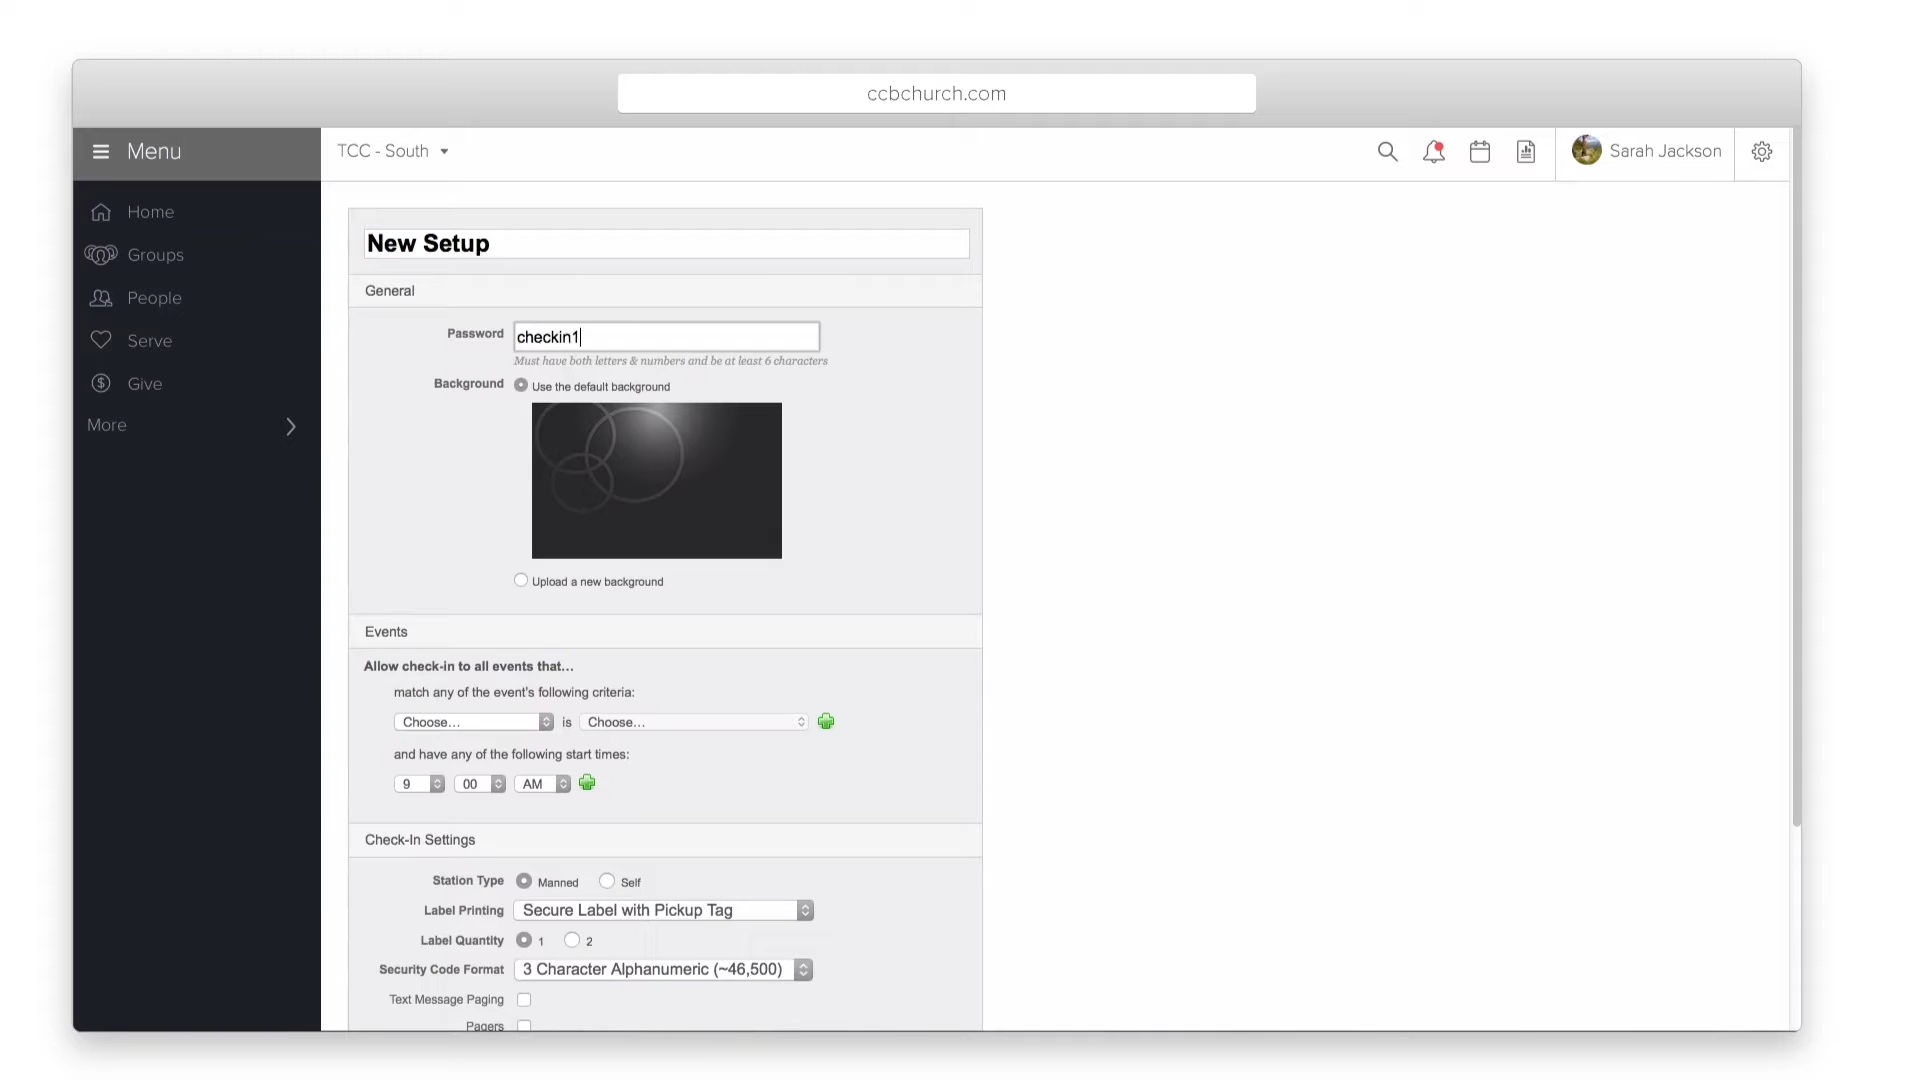 ccbchurch.com
Menu
TCC - South
Sarah Jackson
Home
Groups
People
Serve
Give
More
New Setup
General
Password checkin1
Must have both letters & numbers and be at least 6 characters
Background Use the default background
Upload a new background
Events
Allow check-in to all events that...
match any of the event's following criteria:
Choose... is Choose...
and have any of the following start times:
9 00 AM
Check-In Settings
Station Type Manned Self
Label Printing Secure Label with Pickup Tag
Label Quantity 1 2
Security Code Format 3 Character Alphanumeric (~46,500)
Text Message Paging
Pagers